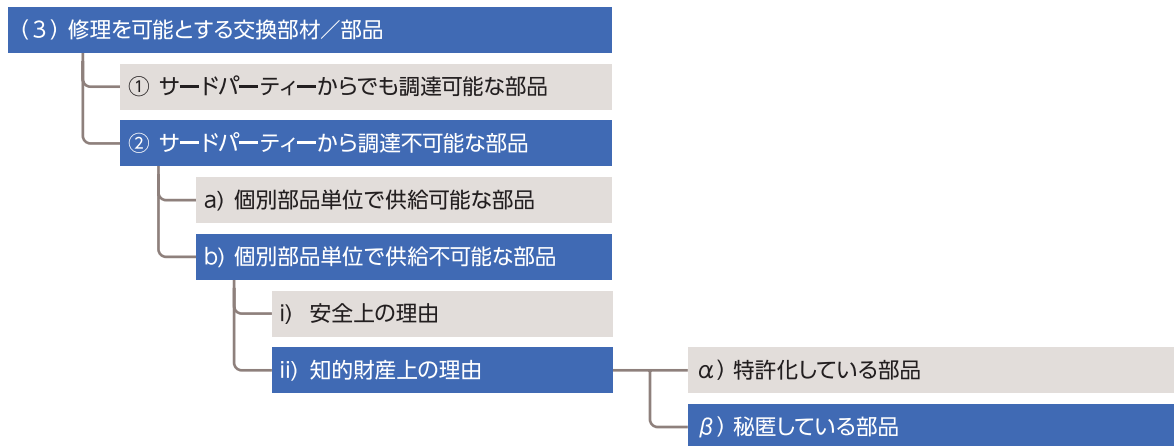 （3）修理を可能とする交換部材／部品
① サードパーティーからでも調達可能な部品
② サードパーティーから調達不可能な部品
a) 個別部品単位で供給可能な部品
b) 個別部品単位で供給不可能な部品
i) 安全上の理由
ii) 知的財産上の理由
α) 特許化している部品
β) 秘匿している部品